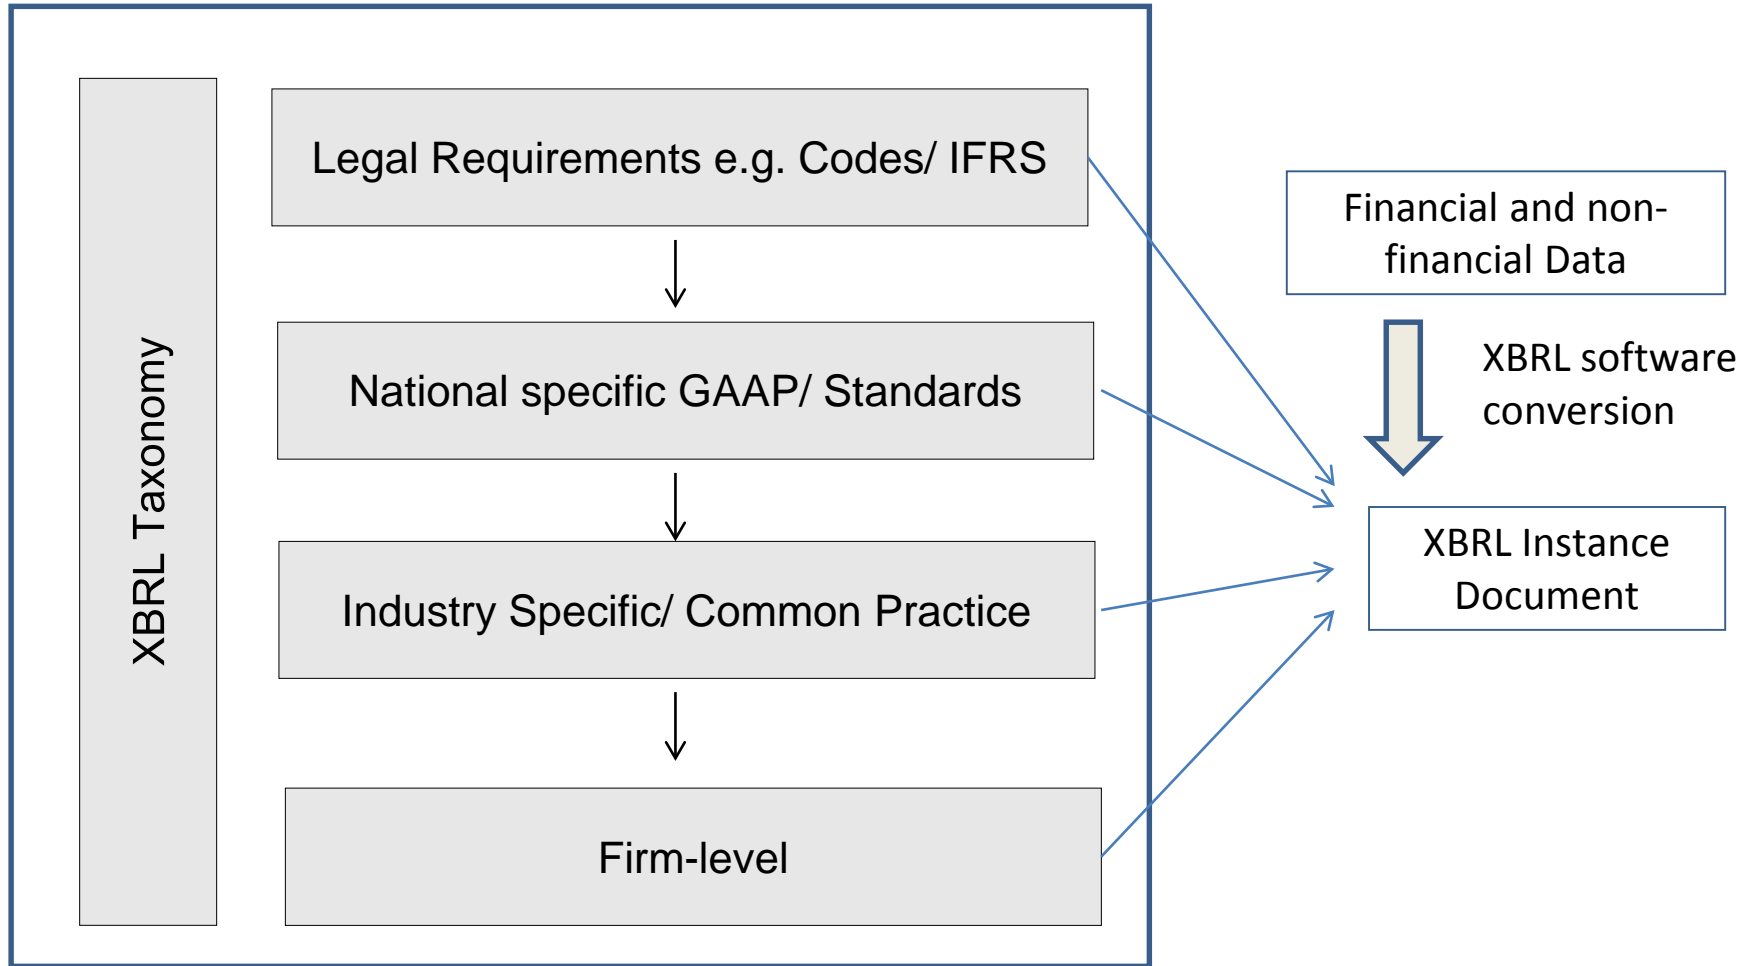 XBRL Taxonomy
Legal Requirements e.g. Codes/ IFRS
National specific GAAP/ Standards
Industry Specific/ Common Practice
Firm-level
Financial and non-
financial Data
XBRL software
conversion
XBRL Instance
Document